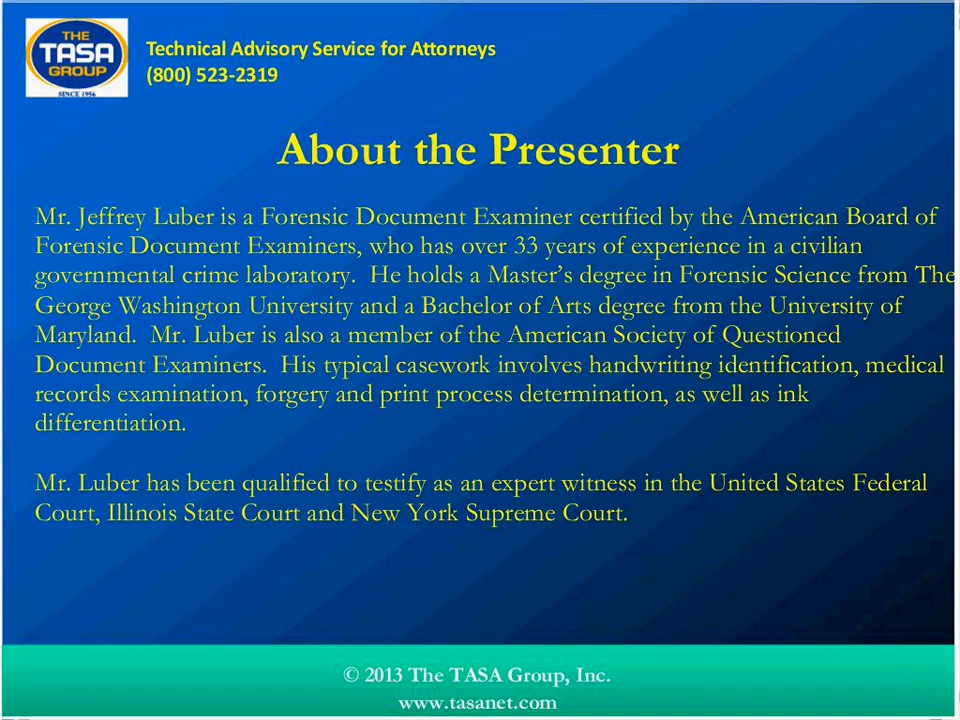 THE
TASA
GROUP
SINCE 1956
Technical Advisory Service for Attorneys
(800) 523-2319
About the Presenter
Mr. Jeffrey Luber is a Forensic Document Examiner certified by the American Board of
Forensic Document Examiners, who has over 33 years of experience in a civilian
governmental crime laboratory.  He holds a Master’s degree in Forensic Science from The
George Washington University and a Bachelor of Arts degree from the University of
Maryland.  Mr. Luber is also a member of the American Society of Questioned
Document Examiners.  His typical casework involves handwriting identification, medical
records examination, forgery and print process determination, as well as ink
differentiation.
Mr. Luber has been qualified to testify as an expert witness in the United States Federal
Court, Illinois State Court and New York Supreme Court.
© 2013 The TASA Group, Inc.
www.tasanet.com